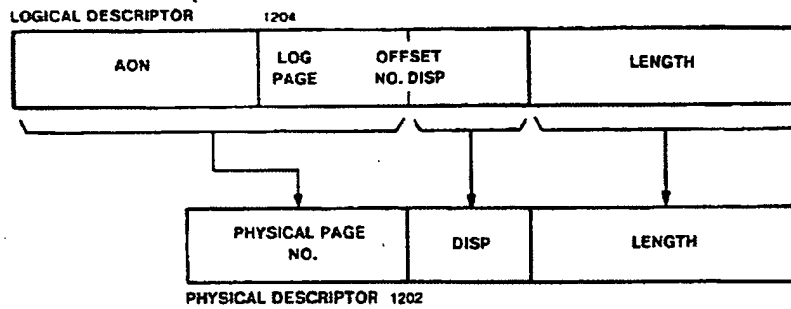 LOGICAL DESCRIPTOR 1204
AON
LOG OFFSET
PAGE NO. DISP
LENGTH
PHYSICAL PAGE
NO.
DISP
LENGTH
PHYSICAL DESCRIPTOR 1202